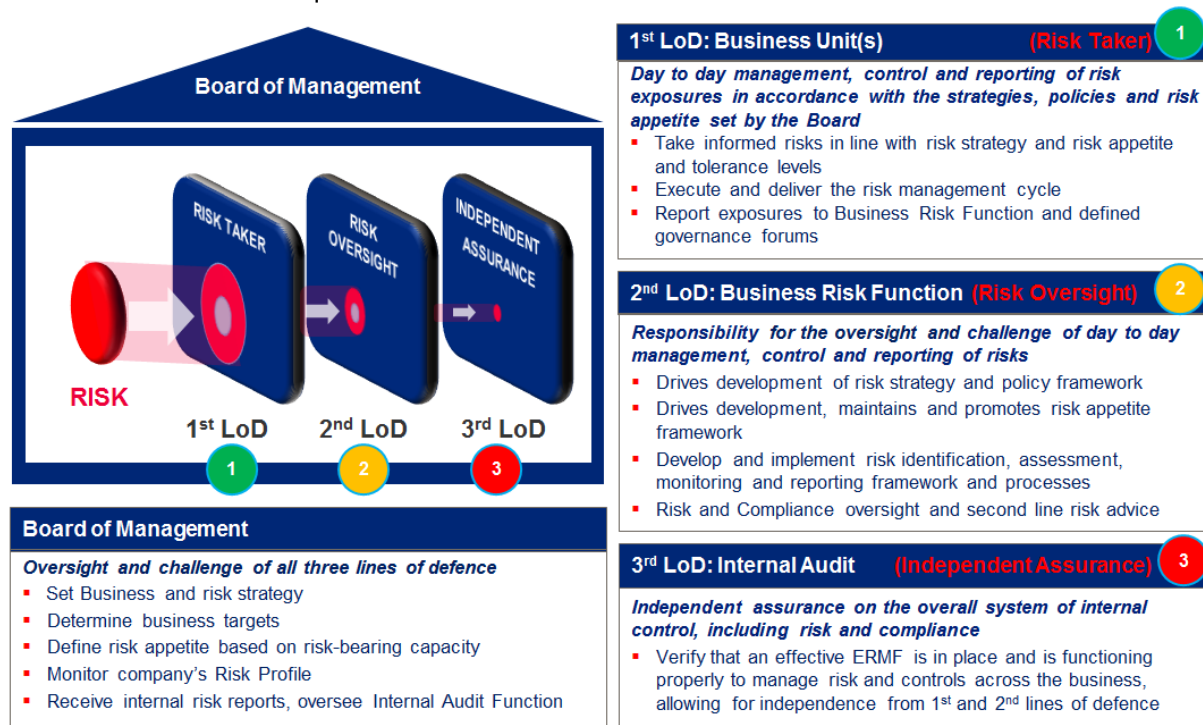 Board of Management
RISK TAKER
RISK
OVERSIGHT
INDEPENDENT
ASSURANCE
RISK
1st LoD
2nd LoD
3rd LoD
1
2
3
Board of Management
Oversight and challenge of all three lines of defence
▪ Set Business and risk strategy
▪ Determine business targets
▪ Define risk appetite based on risk-bearing capacity
▪ Monitor company's Risk Profile
▪ Receive internal risk reports, oversee Internal Audit Function
1st LoD: Business Unit(s) (Risk Taker) 1
Day to day management, control and reporting of risk
exposures in accordance with the strategies, policies and risk
appetite set by the Board
▪ Take informed risks in line with risk strategy and risk appetite
and tolerance levels
▪ Execute and deliver the risk management cycle
▪ Report exposures to Business Risk Function and defined
governance forums
2nd LoD: Business Risk Function (Risk Oversight) 2
Responsibility for the oversight and challenge of day to day
management, control and reporting of risks
▪ Drives development of risk strategy and policy framework
▪ Drives development, maintains and promotes risk appetite
framework
▪ Develop and implement risk identification, assessment,
monitoring and reporting framework and processes
▪ Risk and Compliance oversight and second line risk advice
3rd LoD: Internal Audit (Independent Assurance) 3
Independent assurance on the overall system of internal
control, including risk and compliance
▪ Verify that an effective ERMF is in place and is functioning
properly to manage risk and controls across the business,
allowing for independence from 1st and 2nd lines of defence